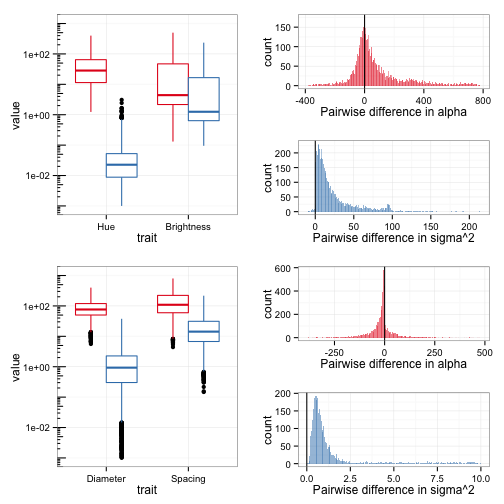 value
1e+02
1e+00
1e-02
Hue
Brightness
trait
count
150
100
50
0
-400
0
400
800
Pairwise difference in alpha
count
200
150
100
50
0
0
50
100
150
200
Pairwise difference in sigma^2
value
1e+02
1e+00
1e-02
Diameter
Spacing
trait
count
600
400
200
0
-250
0
250
500
Pairwise difference in alpha
count
200
150
100
50
0
0.0
2.5
5.0
7.5
10.0
Pairwise difference in sigma^2